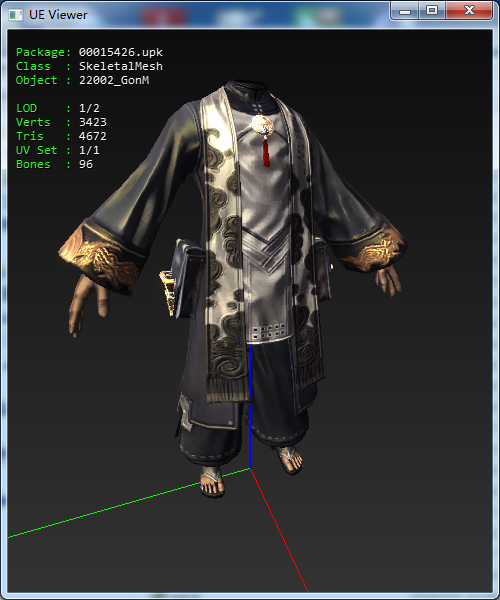 UE Viewer
Package: 00015426.upk
Class : SkeletalMesh
Object : 22002_GonM
LOD : 1/2
Verts : 3423
Tris : 4672
UV Set : 1/1
Bones : 96